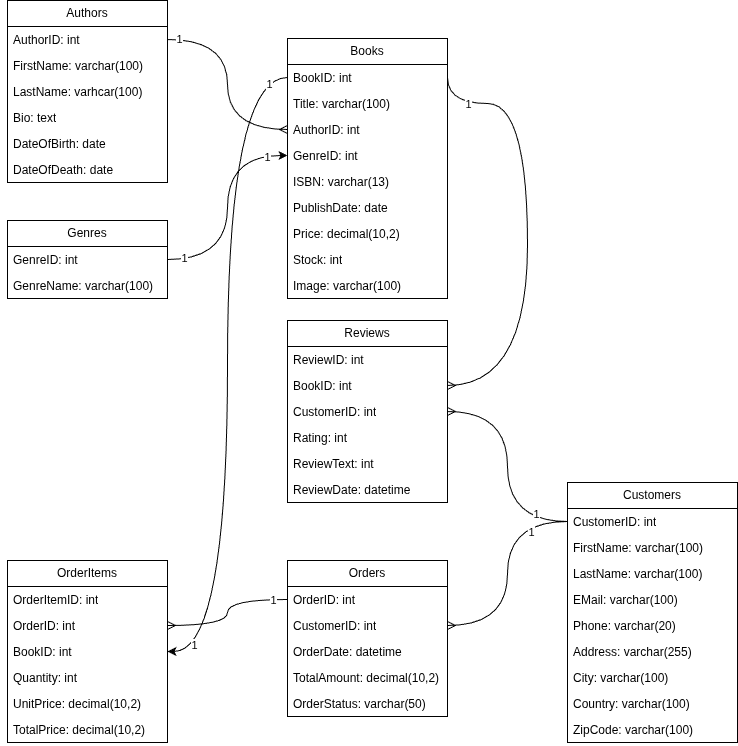 Authors
AuthorID: int
FirstName: varchar(100)
LastName: varhcar(100)
Bio: text
DateOfBirth: date
DateOfDeath: date
1
Books
BookID: int
Title: varchar(100)
AuthorID: int
GenreID: int
ISBN: varchar(13)
PublishDate: date
Price: decimal(10,2)
Stock: int
Image: varchar(100)
1
1
1
Genres
GenreID: int
GenreName: varchar(100)
1
Reviews
ReviewID: int
BookID: int
CustomerID: int
Rating: int
ReviewText: int
ReviewDate: datetime
Customers
CustomerID: int
FirstName: varchar(100)
LastName: varchar(100)
EMail: varchar(100)
Phone: varchar(20)
Address: varchar(255)
City: varchar(100)
Country: varchar(100)
ZipCode: varchar(100)
1
1
OrderItems
OrderItemID: int
OrderID: int
BookID: int
Quantity: int
UnitPrice: decimal(10,2)
TotalPrice: decimal(10,2)
1
1
Orders
OrderID: int
CustomerID: int
OrderDate: datetime
TotalAmount: decimal(10,2)
OrderStatus: varchar(50)